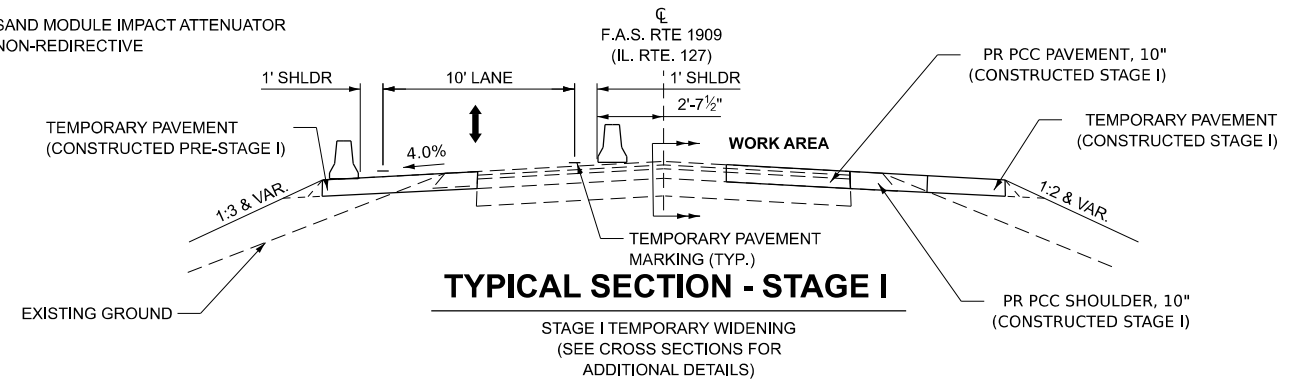 SAND MODULE IMPACT ATTENUATOR
NON-REDIRECTIVE
℄
F.A.S. RTE 1909
(IL. RTE. 127)
1' SHLDR
10' LANE
1' SHLDR
2'-7½"
PR PCC PAVEMENT, 10"
(CONSTRUCTED STAGE I)
TEMPORARY PAVEMENT
(CONSTRUCTED PRE-STAGE I)
4.0%
WORK AREA
TEMPORARY PAVEMENT
(CONSTRUCTED STAGE I)
1:3 & VAR.
1:2 & VAR.
TEMPORARY PAVEMENT
MARKING (TYP.)
EXISTING GROUND
PR PCC SHOULDER, 10"
(CONSTRUCTED STAGE I)
TYPICAL SECTION - STAGE I
STAGE I TEMPORARY WIDENING
(SEE CROSS SECTIONS FOR
ADDITIONAL DETAILS)